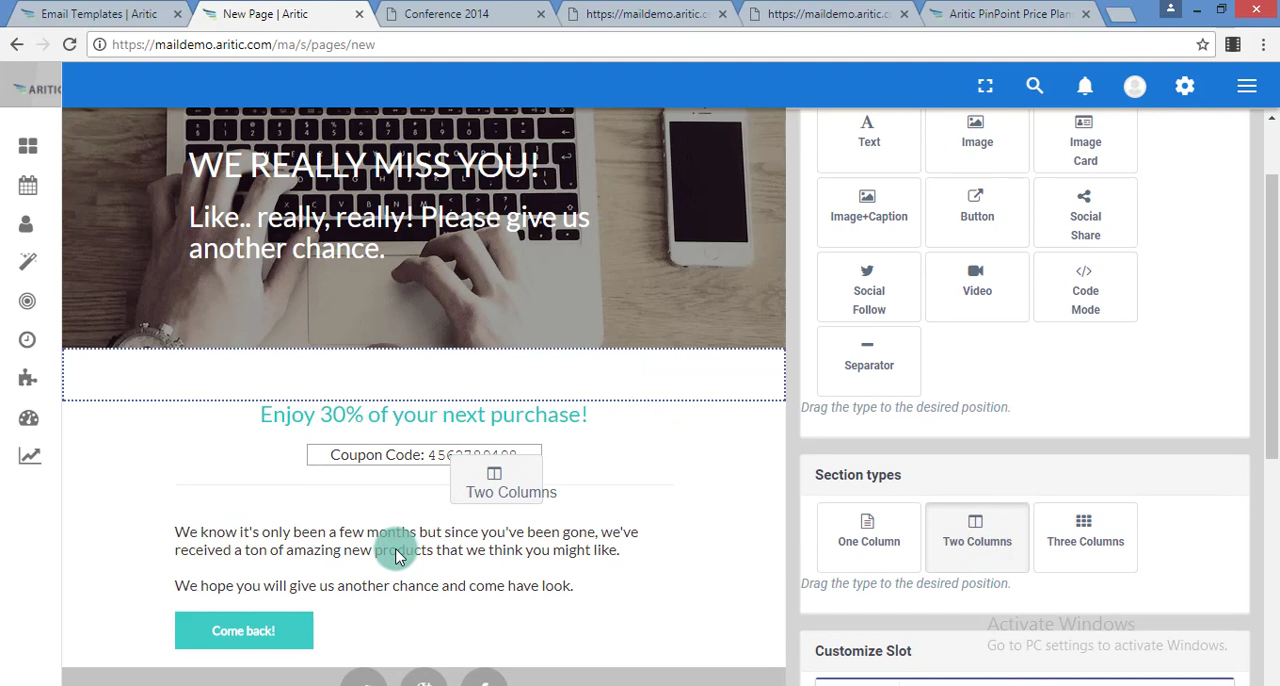 Email Templates | Aritic
New Page | Aritic
Conference 2014
https://maildemo.aritic.c
https://maildemo.aritic.c
Aritic PinPoint Price Plan
https://maildemo.aritic.com/ma/s/pages/new
ARITIC
WE REALLY MISS YOU!
Like.. really, really! Please give us
another chance.
Enjoy 30% of your next purchase!
Coupon Code:
Two Columns
We know it's only been a few months but since you've been gone, we've
received a ton of amazing new products that we think you might like.
We hope you will give us another chance and come have look.
Come back!
Text
Image
Image
Card
Image+Caption
Button
Social
Share
Social
Follow
Video
Code
Mode
Separator
Drag the type to the desired position.
Section types
One Column
Two Columns
Three Columns
Drag the type to the desired position.
Activate Windows
Go to PC settings to activate Windows.
Customize Slot